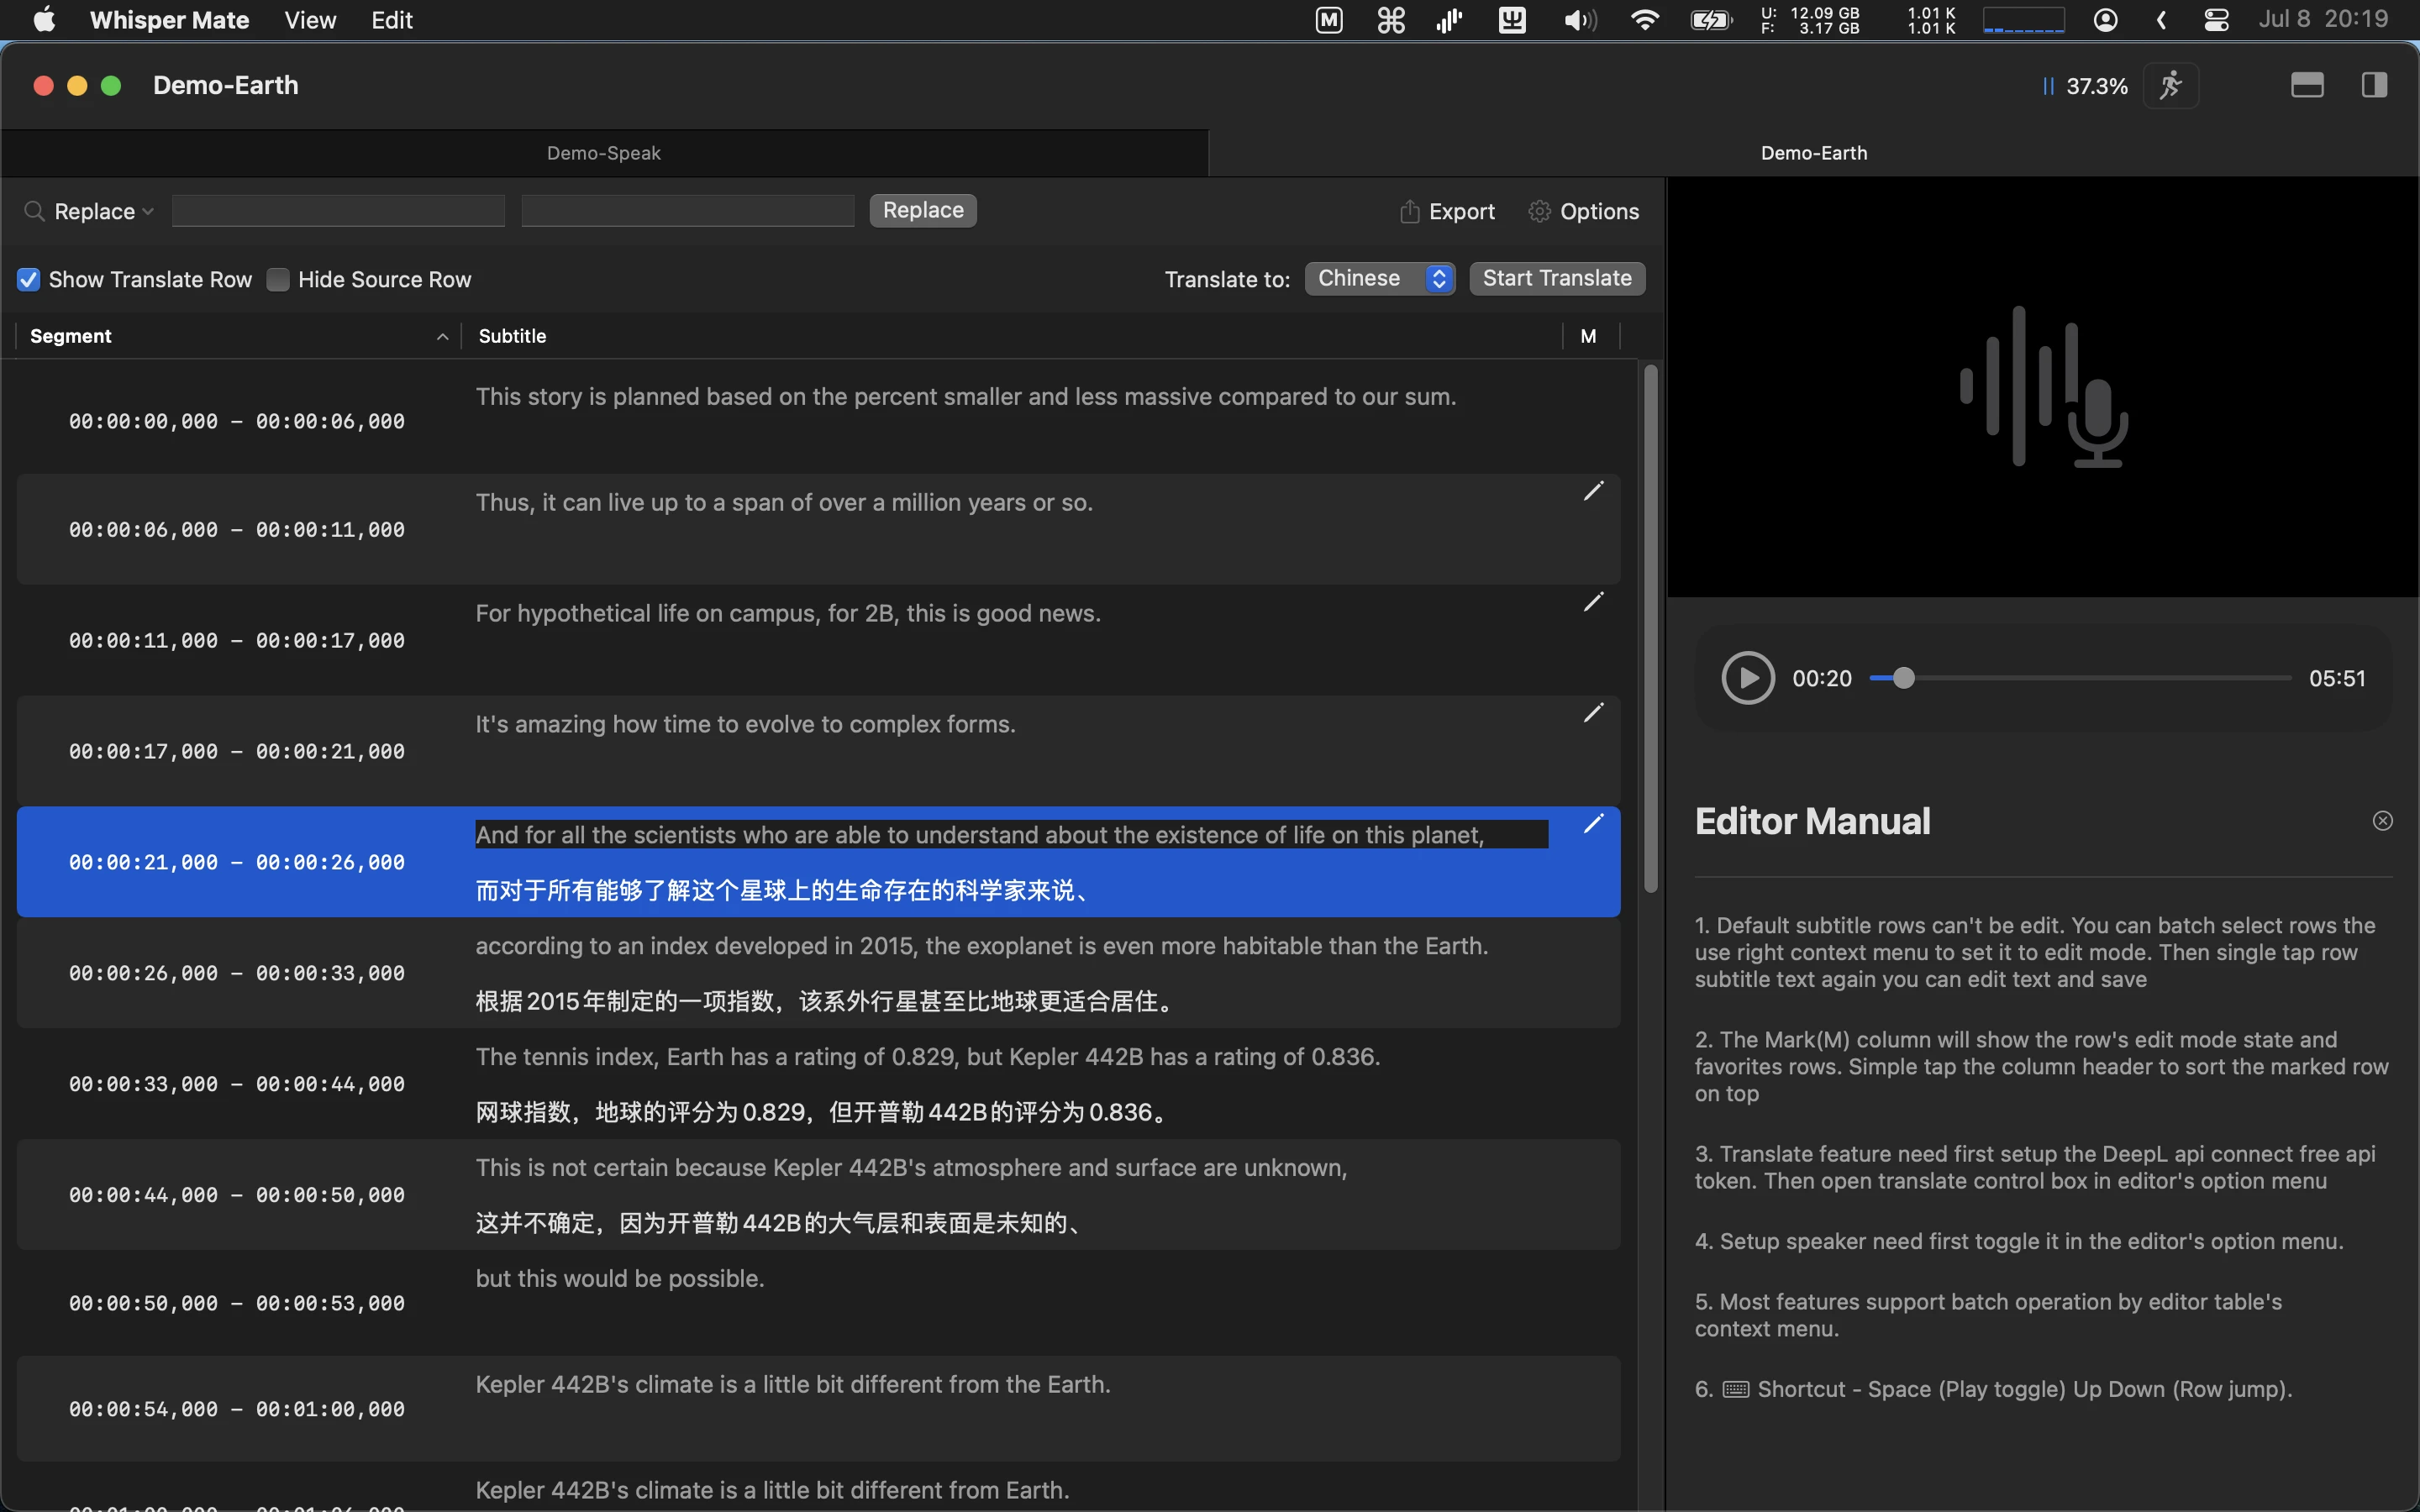 Whisper Mate View Edit
U: 12.09 GB 1.01 K Jul 8 20:19
F: 3.17 GB 1.01 K
Demo-Earth
37.3%
Demo-Speak
Demo-Earth
Replace
Replace
Export
Options
Show Translate Row
Hide Source Row
Translate to: Chinese
Start Translate
Segment
Subtitle
M
This story is planned based on the percent smaller and less massive compared to our sum.
00:00:00,000 – 00:00:06,000
Thus, it can live up to a span of over a million years or so.
00:00:06,000 – 00:00:11,000
For hypothetical life on campus, for 2B, this is good news.
00:00:11,000 – 00:00:17,000
It's amazing how time to evolve to complex forms.
00:00:17,000 – 00:00:21,000
And for all the scientists who are able to understand about the existence of life on this planet,
00:00:21,000 – 00:00:26,000
而对于所有能够了解这个星球上的生命存在的科学家来说、
according to an index developed in 2015, the exoplanet is even more habitable than the Earth.
00:00:26,000 – 00:00:33,000
根据2015年制定的一项指数，该系外行星甚至比地球更适合居住。
The tennis index, Earth has a rating of 0.829, but Kepler 442B has a rating of 0.836.
00:00:33,000 – 00:00:44,000
网球指数，地球的评分为0.829，但开普勒442B的评分为0.836。
This is not certain because Kepler 442B's atmosphere and surface are unknown,
00:00:44,000 – 00:00:50,000
这并不确定，因为开普勒442B的大气层和表面是未知的、
but this would be possible.
00:00:50,000 – 00:00:53,000
Kepler 442B's climate is a little bit different from the Earth.
00:00:54,000 – 00:01:00,000
Kepler 442B's climate is a little bit different from Earth.
00:20
05:51
Editor Manual
1. Default subtitle rows can't be edit. You can batch select rows the
use right context menu to set it to edit mode. Then single tap row
subtitle text again you can edit text and save
2. The Mark(M) column will show the row's edit mode state and
favorites rows. Simple tap the column header to sort the marked row
on top
3. Translate feature need first setup the DeepL api connect free api
token. Then open translate control box in editor's option menu
4. Setup speaker need first toggle it in the editor's option menu.
5. Most features support batch operation by editor table's
context menu.
6. Shortcut - Space (Play toggle) Up Down (Row jump).